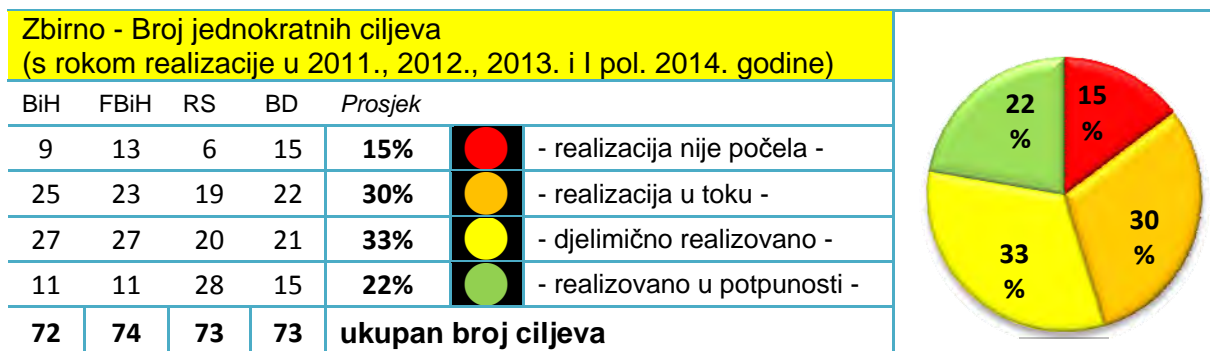 Zbirno - Broj jednokratnih ciljeva
(s rokom realizacije u 2011., 2012., 2013. i I pol. 2014. godine)
BiH FBiH RS BD Prosjek
9 13 6 15 15% - realizacija nije počela -
25 23 19 22 30% - realizacija u toku -
27 27 20 21 33% - djelimično realizovano -
11 11 28 15 22% - realizovano u potpunosti -
72 74 73 73 ukupan broj ciljeva
15
%
30
%
33
%
22
%